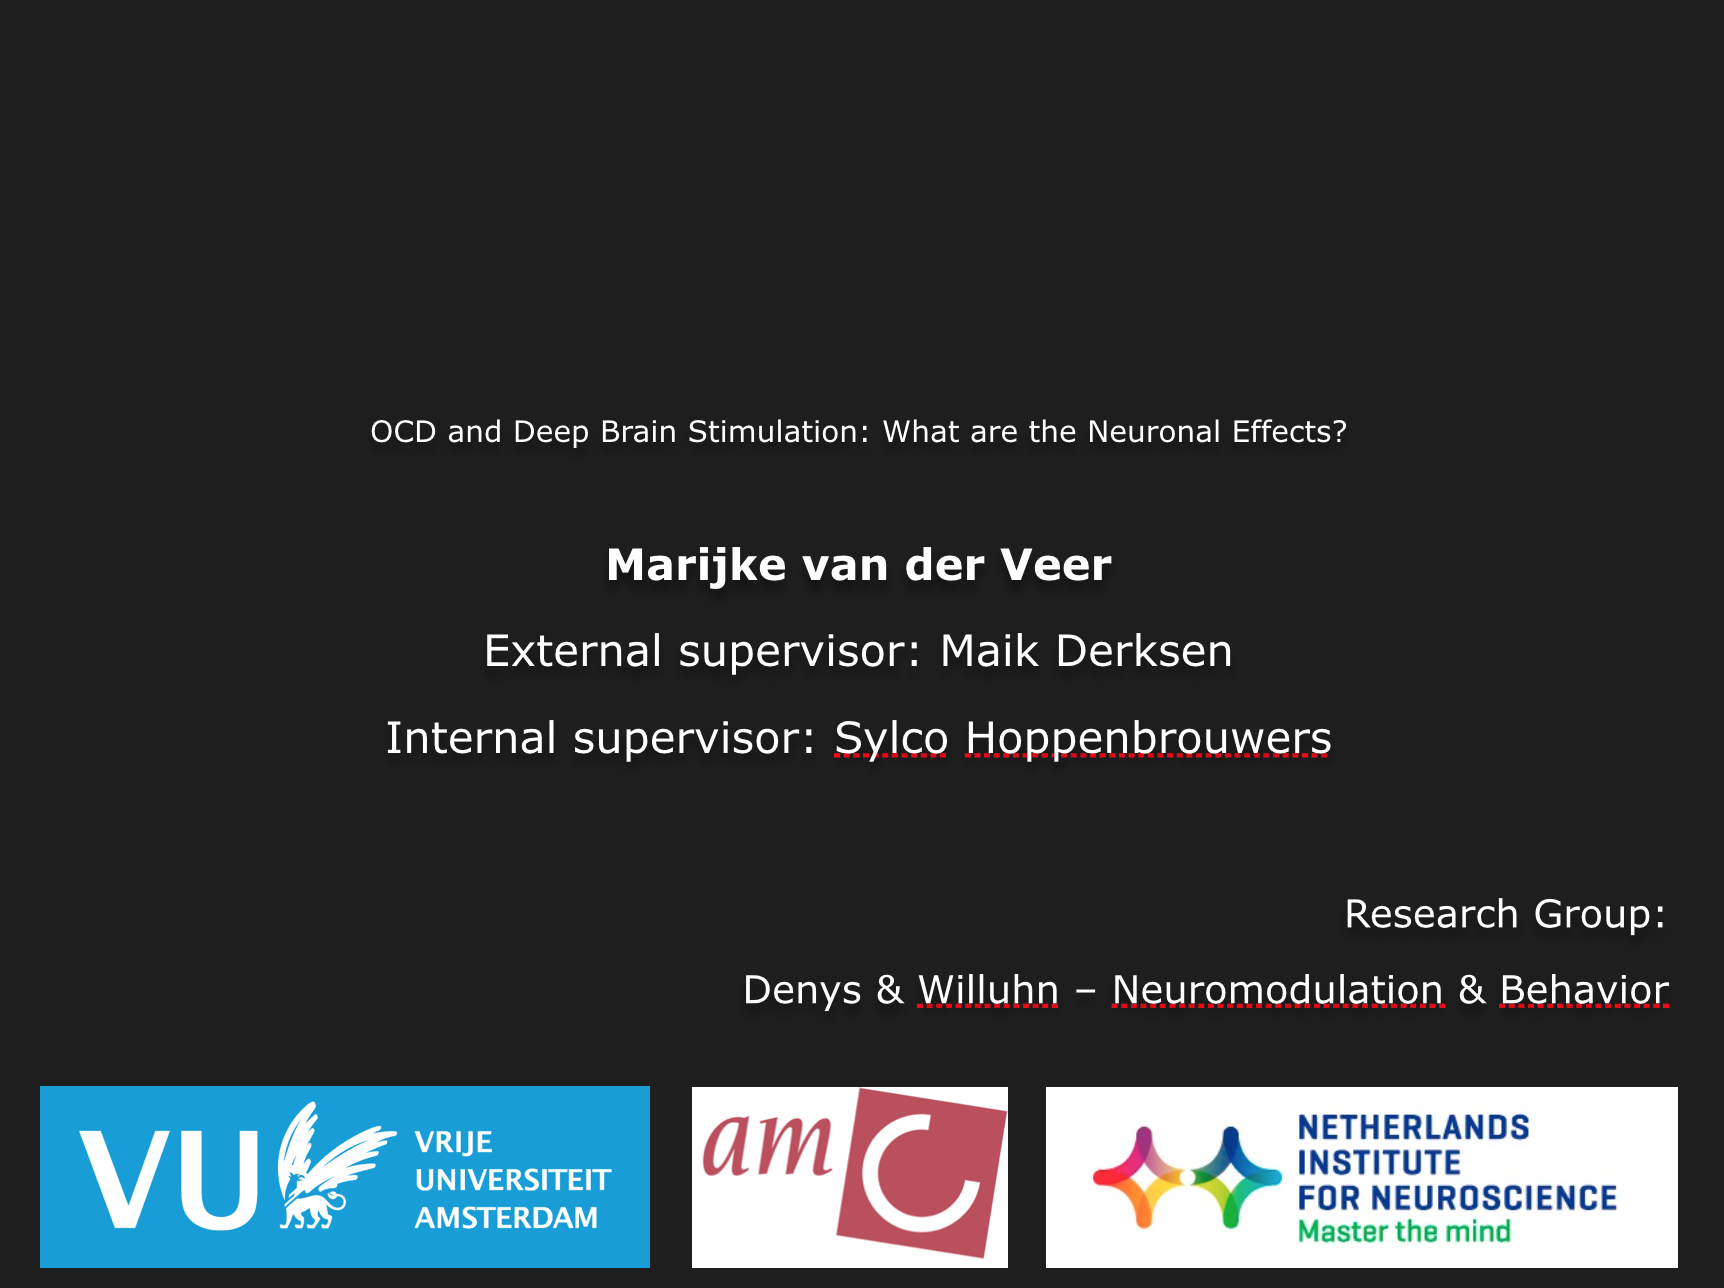 OCD and Deep Brain Stimulation: What are the Neuronal Effects?
Marijke van der Veer
External supervisor: Maik Derksen
Internal supervisor: Sylco Hoppenbrouwers
Research Group:
Denys & Willuhn – Neuromodulation & Behavior
VU
VRIJE
UNIVERSITEIT
AMSTERDAM
amC
NETHERLANDS
INSTITUTE
FOR NEUROSCIENCE
Master the mind